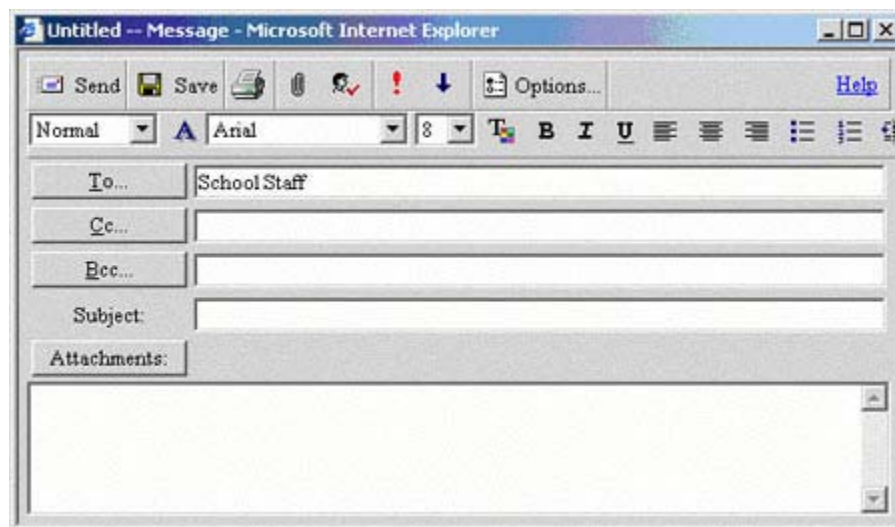 Untitled -- Message - Microsoft Internet Explorer
Send Save Options... Help
Normal A Arial 8 B I U
To... School Staff
Cc...
Bcc...
Subject:
Attachments: